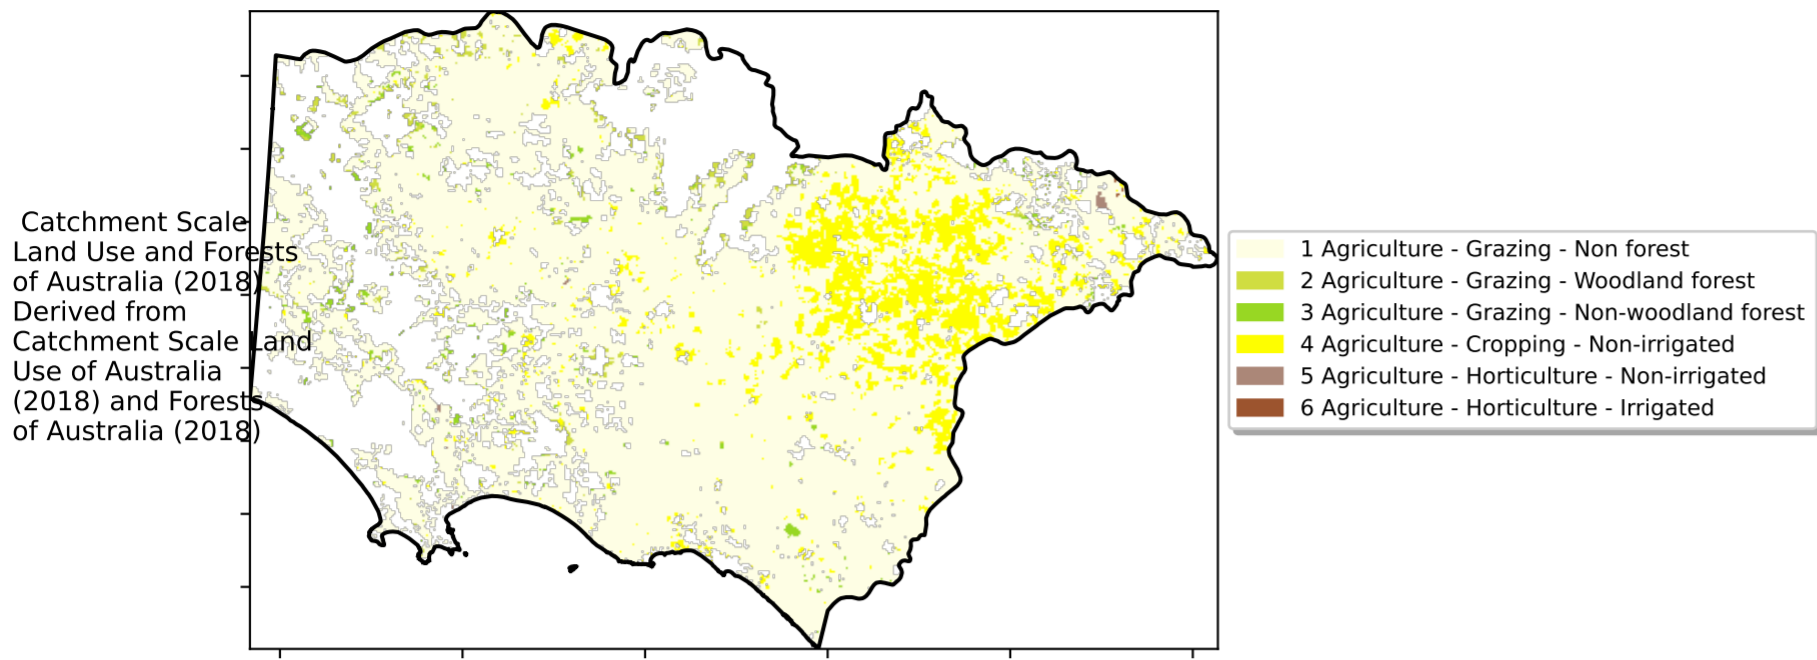 Catchment Scale
Land Use and Forests
of Australia (2018)
Derived from
Catchment Scale Land
Use of Australia
(2018) and Forests
of Australia (2018)
1 Agriculture - Grazing - Non forest
2 Agriculture - Grazing - Woodland forest
3 Agriculture - Grazing - Non-woodland forest
4 Agriculture - Cropping - Non-irrigated
5 Agriculture - Horticulture - Non-irrigated
6 Agriculture - Horticulture - Irrigated